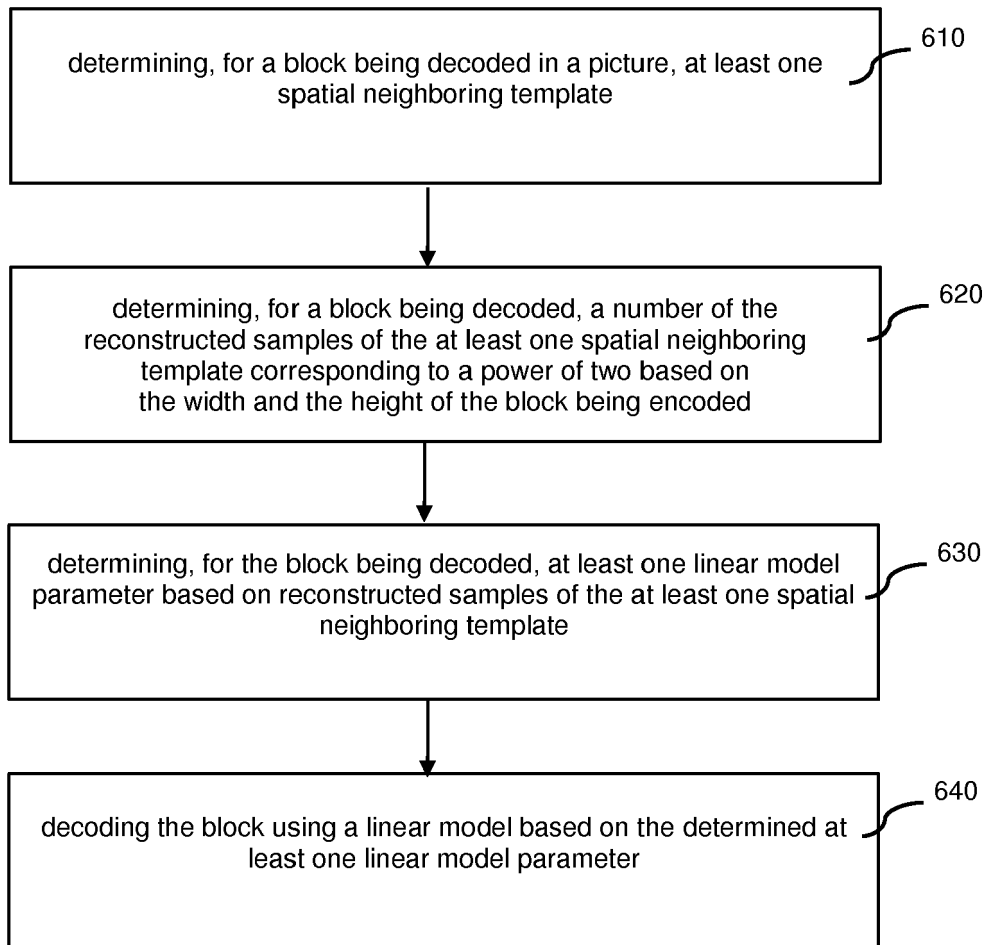 determining, for a block being decoded in a picture, at least one
spatial neighboring template
610
determining, for a block being decoded, a number of the
reconstructed samples of the at least one spatial neighboring
template corresponding to a power of two based on
the width and the height of the block being encoded
620
determining, for the block being decoded, at least one linear model
parameter based on reconstructed samples of the at least one spatial
neighboring template
630
decoding the block using a linear model based on the determined at
least one linear model parameter
640